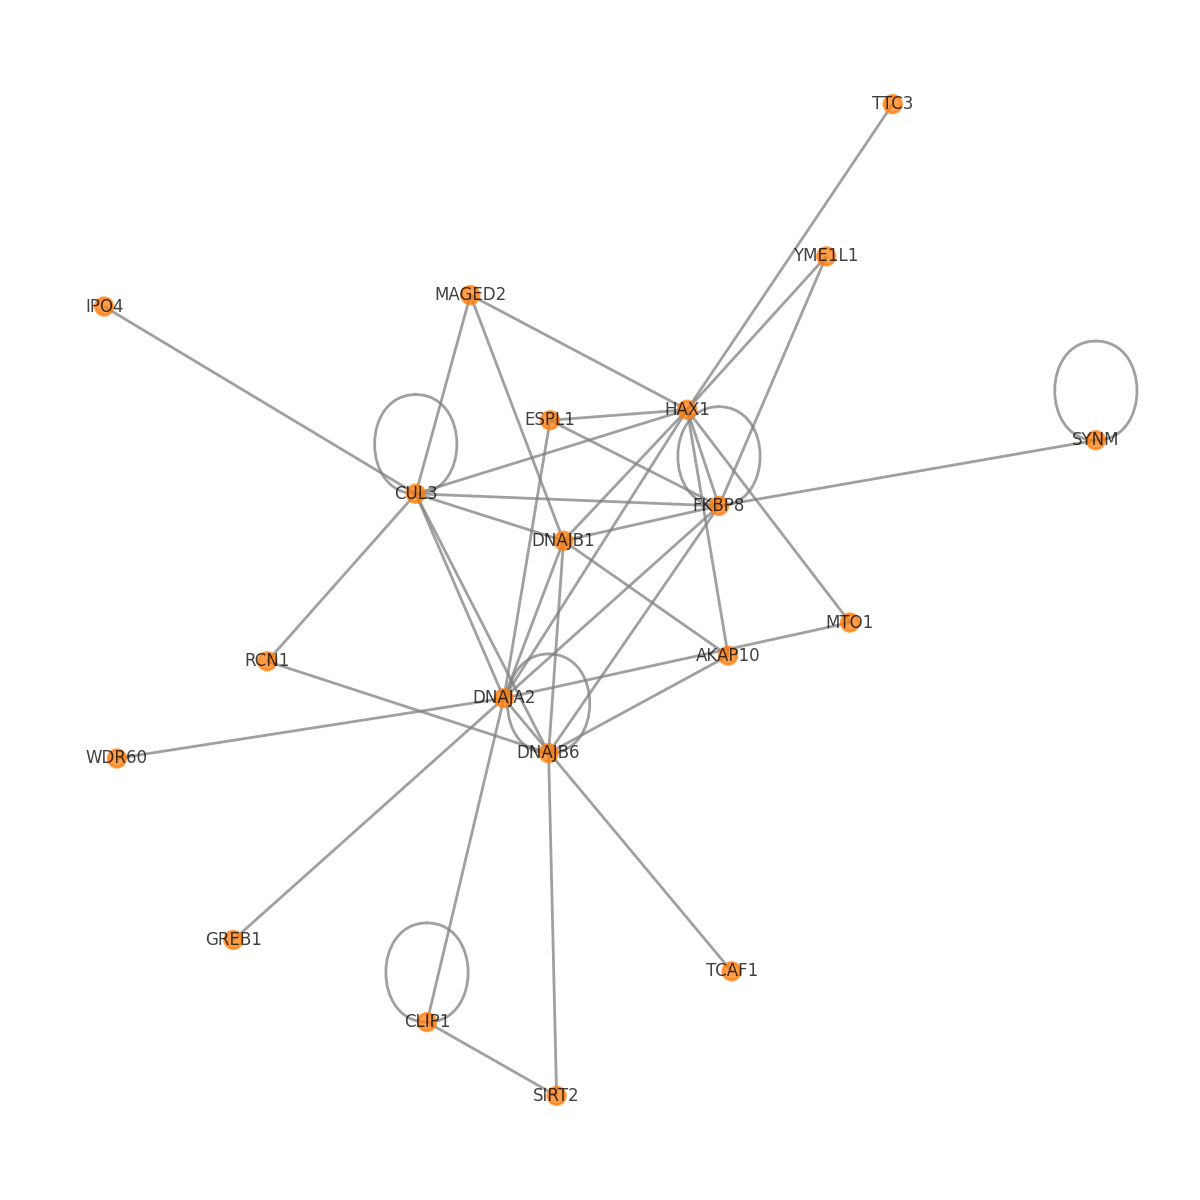 TTC3
YME1L1
MAGED2
IPO4
HAX1
ESPL1
SYNM
CUL3
FKBP8
DNAJB1
MTO1
AKAP10
RCN1
DNAJA2
DNAJB6
WDR60
GREB1
TCAF1
CLIP1
SIRT2